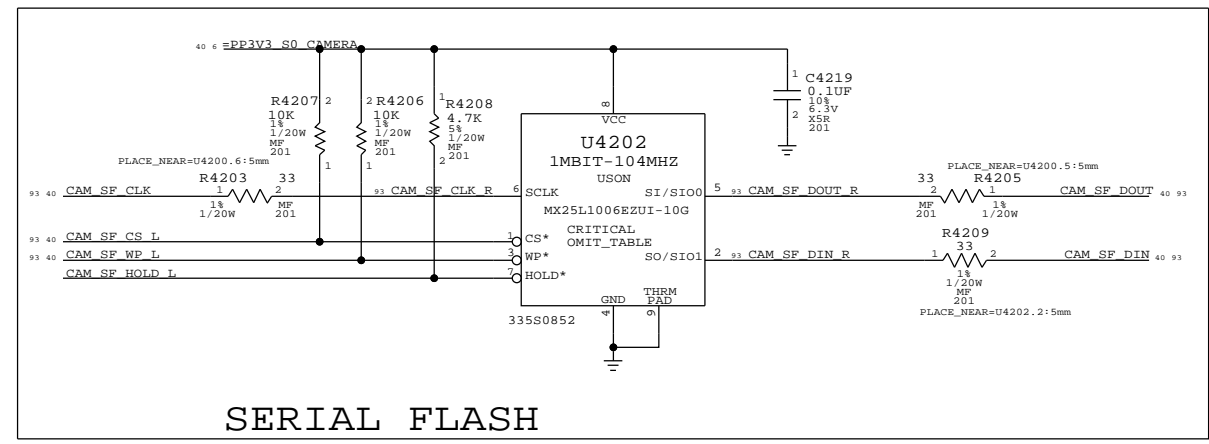 40 6 =PP3V3_S0_CAMERA
R4207 2
10K
1%
1/20W
MF
201
1
2 R4206
10K
1%
1/20W
MF
201
1
1 R4208
4.7K
5%
1/20W
MF
201
2
1 C4219
0.1UF
10%
6.3V
2 X5R
201
8
VCC
U4202
1MBIT-104MHZ
USON
MX25L1006EZUI-10G
CRITICAL
OMIT_TABLE
PLACE_NEAR=U4200.6:5mm
R4203 33
1 2
1% MF
1/20W 201
93 40 CAM_SF_CLK
93 CAM_SF_CLK_R
6 SCLK
93 40 CAM_SF_CS_L
1 CS*
93 40 CAM_SF_WP_L
3 WP*
CAM_SF_HOLD_L
7 HOLD*
SI/SIO0 5 93 CAM_SF_DOUT_R
PLACE_NEAR=U4200.5:5mm
33 R4205
2 1
MF 1%
201 1/20W
CAM_SF_DOUT 40 93
SO/SIO1 2 93 CAM_SF_DIN_R
R4209
33
1 2
1%
1/20W
MF
201
PLACE_NEAR=U4202.2:5mm
CAM_SF_DIN 40 93
GND
4
THRM
PAD
9
335S0852
SERIAL FLASH